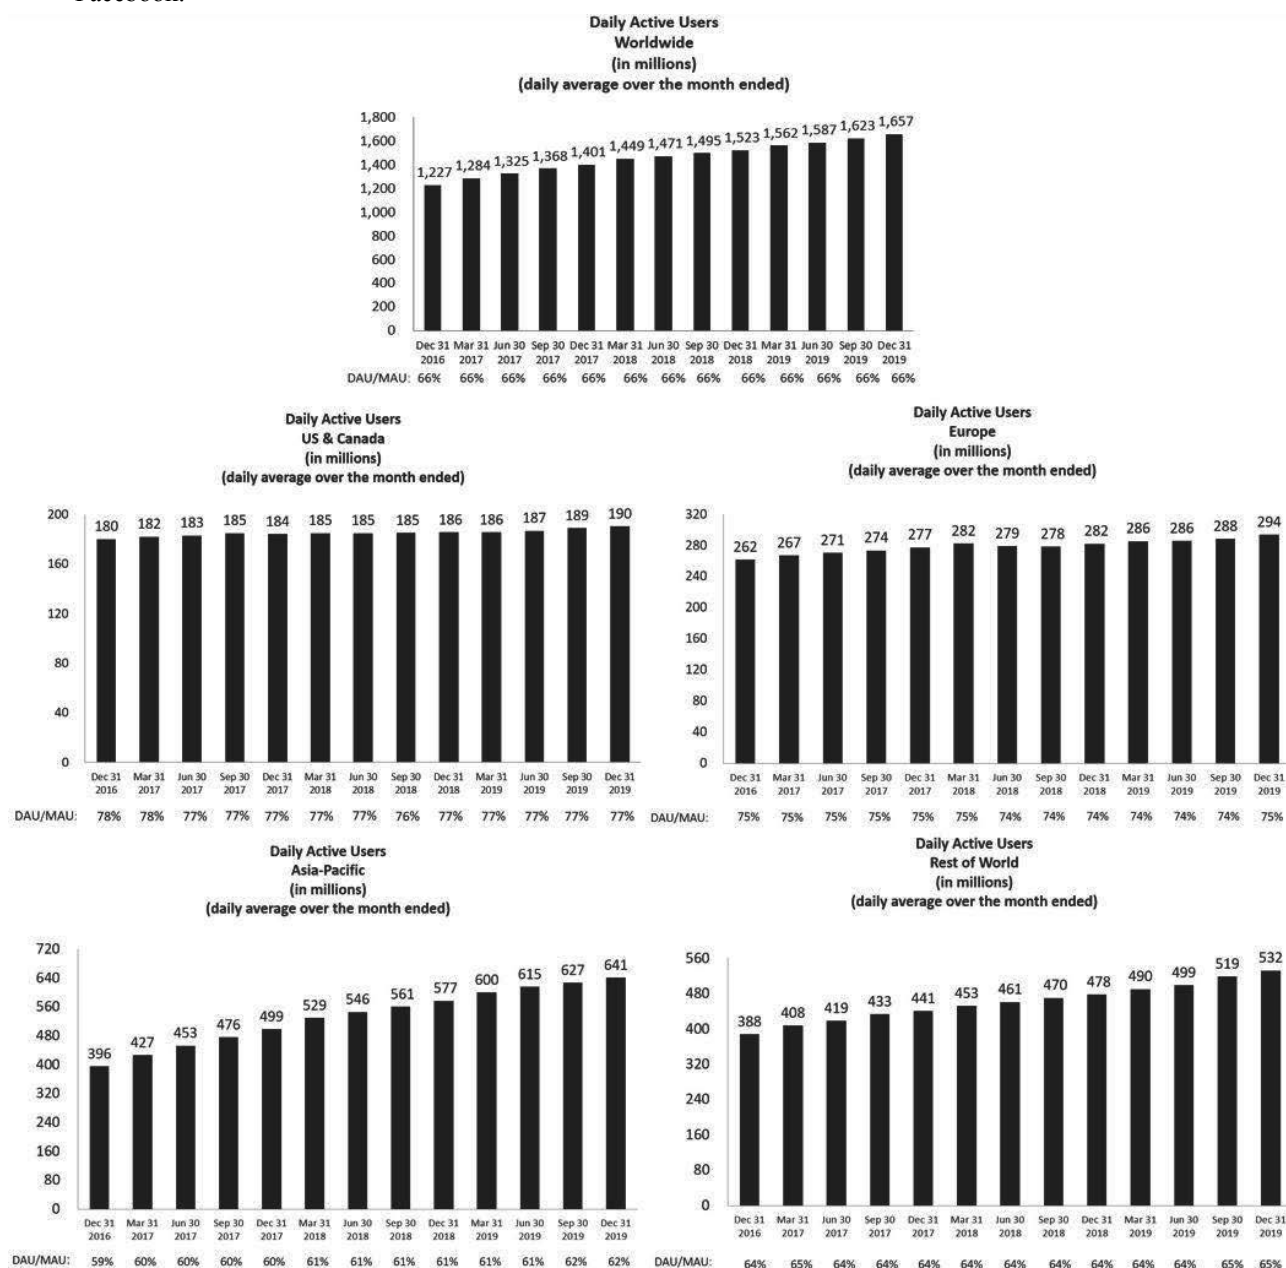 Facebook.
Daily Active Users
Worldwide
(in millions)
(daily average over the month ended)
1,800
1,600
1,400
1,200
1,000
800
600
400
200
0
1,227 1,284 1,325 1,368 1,401 1,449 1,471 1,495 1,523 1,562 1,587 1,623 1,657
Dec 31 Mar 31 Jun 30 Sep 30 Dec 31 Mar 31 Jun 30 Sep 30 Dec 31 Mar 31 Jun 30 Sep 30 Dec 31
2016 2017 2017 2017 2017 2018 2018 2018 2018 2019 2019 2019 2019
DAU/MAU: 66% 66% 66% 66% 66% 66% 66% 66% 66% 66% 66% 66% 66%
Daily Active Users
US & Canada
(in millions)
(daily average over the month ended)
200
160
120
80
40
0
180 182 183 185 184 185 185 185 186 186 187 189 190
Dec 31 Mar 31 Jun 30 Sep 30 Dec 31 Mar 31 Jun 30 Sep 30 Dec 31 Mar 31 Jun 30 Sep 30 Dec 31
2016 2017 2017 2017 2017 2018 2018 2018 2018 2019 2019 2019 2019
DAU/MAU: 78% 78% 77% 77% 77% 77% 77% 76% 77% 77% 77% 77% 77%
Daily Active Users
Europe
(in millions)
(daily average over the month ended)
320
280
240
200
160
120
80
40
0
262 267 271 274 277 282 279 278 282 286 286 288 294
Dec 31 Mar 31 Jun 30 Sep 30 Dec 31 Mar 31 Jun 30 Sep 30 Dec 31 Mar 31 Jun 30 Sep 30 Dec 31
2016 2017 2017 2017 2017 2018 2018 2018 2018 2019 2019 2019 2019
DAU/MAU: 75% 75% 75% 75% 75% 75% 74% 74% 74% 74% 74% 74% 75%
Daily Active Users
Asia-Pacific
(in millions)
(daily average over the month ended)
720
640
560
480
400
320
240
160
80
0
396 427 453 476 499 529 546 561 577 600 615 627 641
Dec 31 Mar 31 Jun 30 Sep 30 Dec 31 Mar 31 Jun 30 Sep 30 Dec 31 Mar 31 Jun 30 Sep 30 Dec 31
2016 2017 2017 2017 2017 2018 2018 2018 2018 2019 2019 2019 2019
DAU/MAU: 59% 60% 60% 60% 60% 61% 61% 61% 61% 61% 61% 62% 62%
Daily Active Users
Rest of World
(in millions)
(daily average over the month ended)
560
480
400
320
240
160
80
0
388 408 419 433 441 453 461 470 478 490 499 519 532
Dec 31 Mar 31 Jun 30 Sep 30 Dec 31 Mar 31 Jun 30 Sep 30 Dec 31 Mar 31 Jun 30 Sep 30 Dec 31
2016 2017 2017 2017 2017 2018 2018 2018 2018 2019 2019 2019 2019
DAU/MAU: 64% 65% 64% 64% 64% 64% 64% 64% 64% 64% 64% 65% 65%